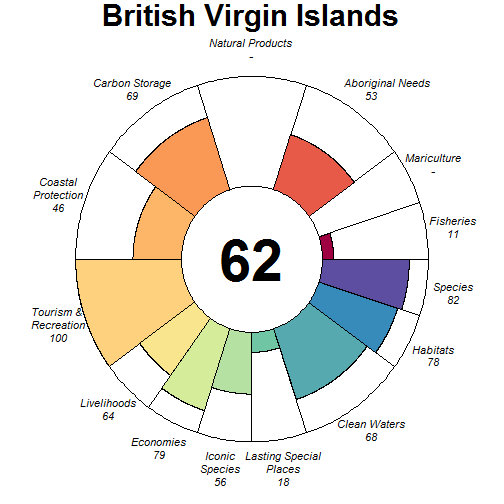 British Virgin Islands
Natural Products
-
Carbon Storage
69
Aboriginal Needs
53
Mariculture
-
Coastal
Protection
46
Fisheries
11
62
Species
82
Tourism &
Recreation
100
Habitats
78
Livelihoods
64
Clean Waters
68
Economies
79
Iconic
Species
56
Lasting Special
Places
18